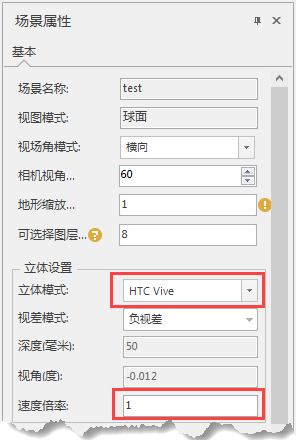 场景属性
基本
场景名称: test
视图模式: 球面
视场角模式: 横向
相机视角... 60
地形缩放... 1
可选择图层... 8
立体设置
立体模式: HTC Vive
视差模式: 负视差
深度(毫米): 50
视角(度): -0.012
速度倍率: 1